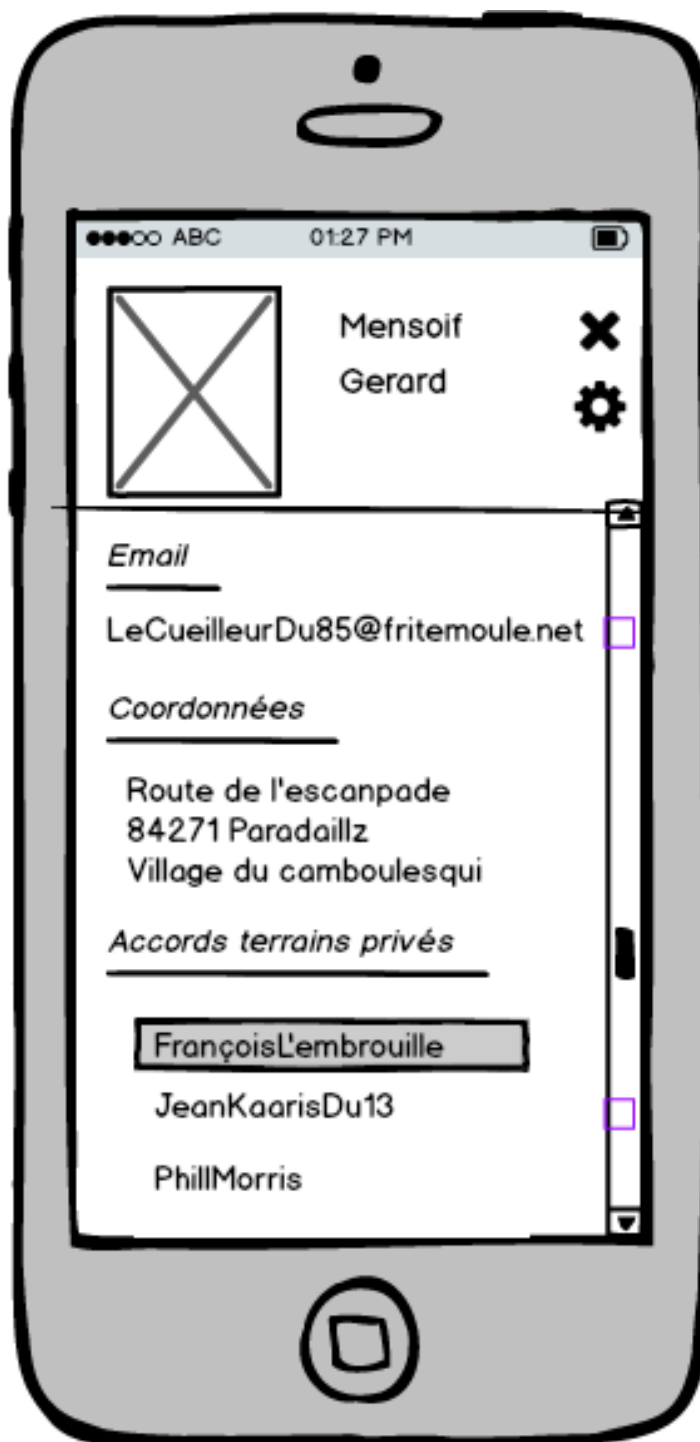 ABC 01:27 PM
Mensoif
Gerard
Email
LeCueilleurDu85@fritemoule.net
Coordonnées
Route de l'escanpade
84271 Paradaillz
Village du camboulesqui
Accords terrains privés
FrançoisL'embrouille
JeanKaarisDu13
PhillMorris